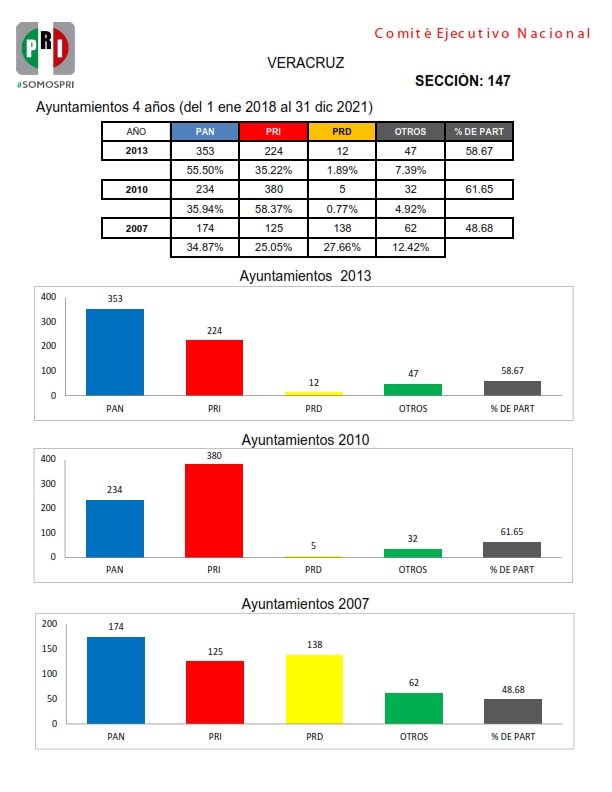 Comité Ejecutivo Nacional
PRI
#SOMOSPRI
VERACRUZ
SECCIÓN: 147
Ayuntamientos 4 años (del 1 ene 2018 al 31 dic 2021)
AÑO PAN PRI PRD OTROS % DE PART
2013 353 224 12 47 58.67
55.50% 35.22% 1.89% 7.39%
2010 234 380 5 32 61.65
35.94% 58.37% 0.77% 4.92%
2007 174 125 138 62 48.68
34.87% 25.05% 27.66% 12.42%
Ayuntamientos 2013
400
300
200
100
0
353
224
12
47
58.67
PAN PRI PRD OTROS % DE PART
Ayuntamientos 2010
400
300
200
100
0
234
380
5
32
61.65
PAN PRI PRD OTROS % DE PART
Ayuntamientos 2007
200
150
100
50
0
174
125
138
62
48.68
PAN PRI PRD OTROS % DE PART